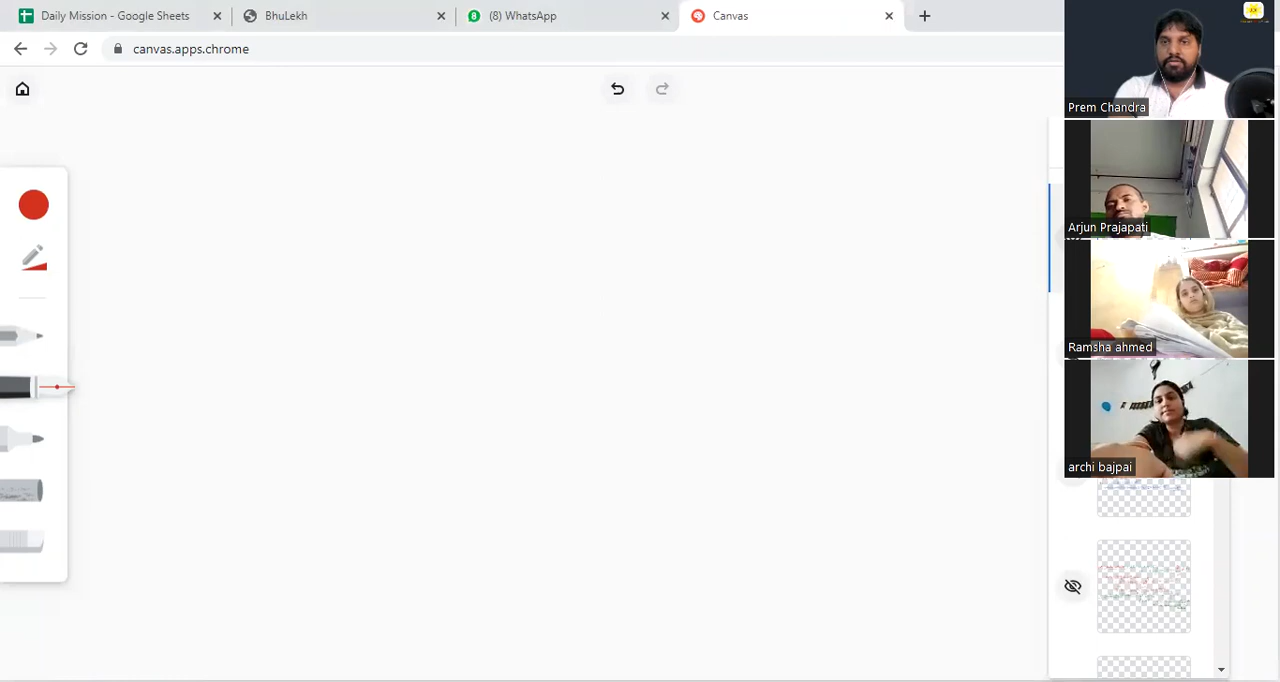 Daily Mission - Google Sheets
BhuLekh
(8) WhatsApp
Canvas
canvas.apps.chrome
Prem Chandra
Arjun Prajapati
Ramsha ahmed
archi bajpai